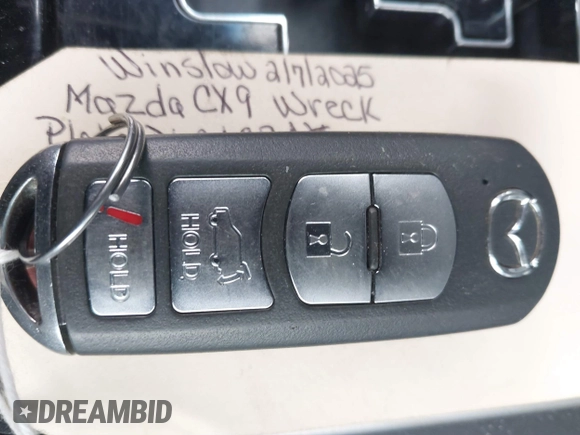 Winslow 2/7/2025
Mazda CX9 Wreck
HOLD
HOLD
DREAMBID